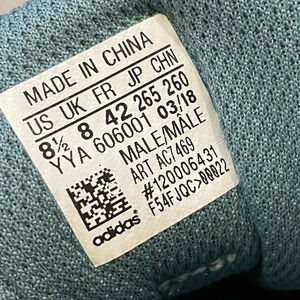 MADE IN CHINA
US UK FR JP CHN
8½ 8 42 265 260
YYA 606001 03/18
MALE/MÂLE
ART AC7469
#120006431
F54FJQC>00022
adidas